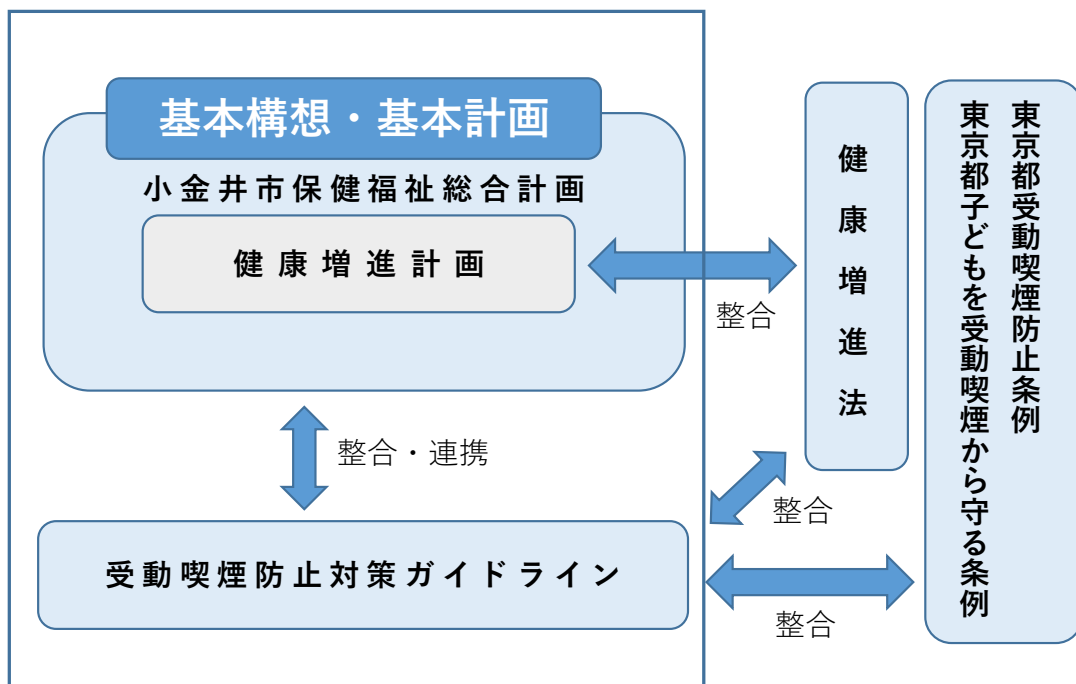 基本構想・基本計画
小金井市保健福祉総合計画
健康増進計画
整合
健康増進法
東京都受動喫煙防止条例
東京都子どもを受動喫煙から守る条例
整合・連携
整合
受動喫煙防止対策ガイドライン
整合